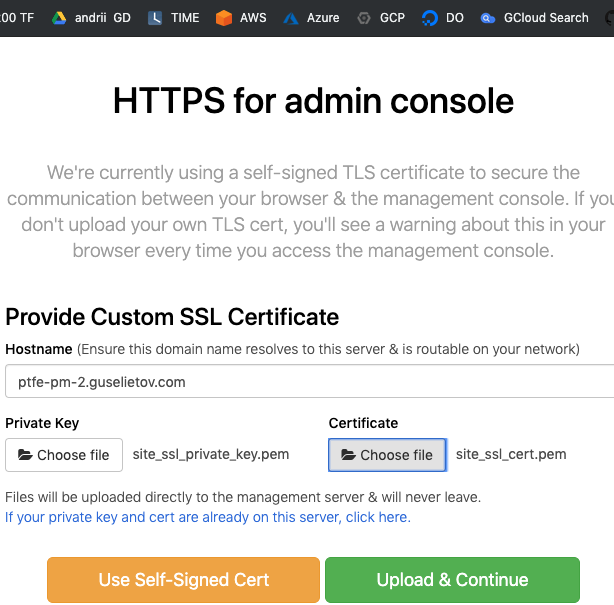 00 TF andrii GD TIME AWS Azure GCP DO GCloud Search
HTTPS for admin console
We're currently using a self-signed TLS certificate to secure the
communication between your browser & the management console. If you
don't upload your own TLS cert, you'll see a warning about this in your
browser every time you access the management console.
Provide Custom SSL Certificate
Hostname (Ensure this domain name resolves to this server & is routable on your network)
ptfe-pm-2.guselietov.com
Private Key Certificate
Choose file site_ssl_private_key.pem Choose file site_ssl_cert.pem
Files will be uploaded directly to the management server & will never leave.
If your private key and cert are already on this server, click here.
Use Self-Signed Cert Upload & Continue